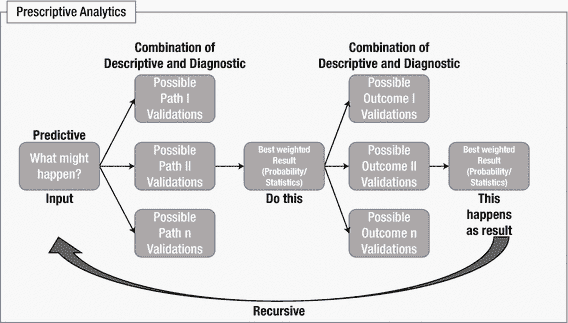 Prescriptive Analytics
Combination of
Descriptive and Diagnostic
Combination of
Descriptive and Diagnostic
Predictive
What might
happen?
Input
Possible
Path I
Validations
Possible
Path II
Validations
Possible
Path n
Validations
Best weighted
Result
(Probability/
Statistics)
Do this
Possible
Outcome I
Validations
Possible
Outcome II
Validations
Possible
Outcome n
Validations
Best weighted
Result
(Probability/
Statistics)
This
happens
as result
Recursive